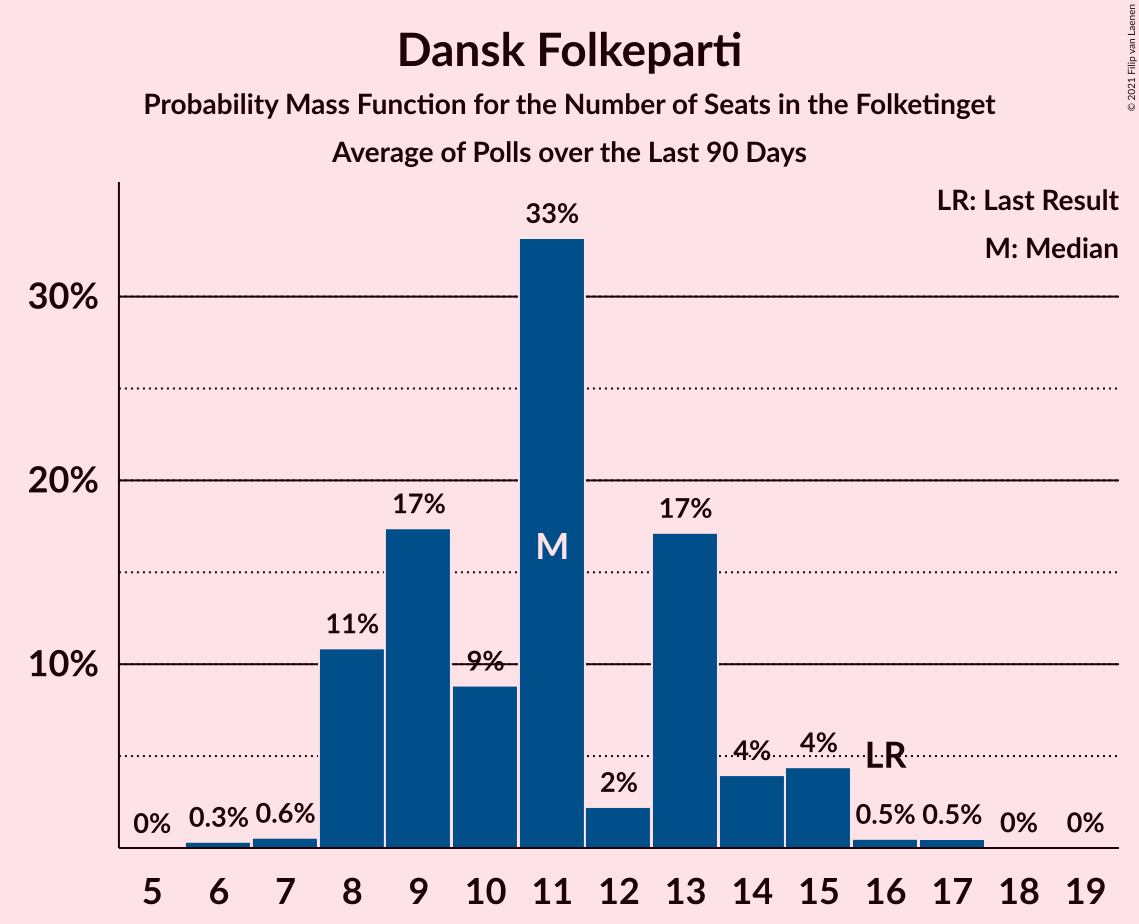 Dansk Folkeparti
Probability Mass Function for the Number of Seats in the Folketinget
Average of Polls over the Last 90 Days
© 2021 Filip van Laenen
LR: Last Result
M: Median
33%
30%
20%
17%
17%
M
11%
10%
9%
4%
4%
LR
2%
0%
0.3%
0.6%
0.5%
0.5%
0%
0%
5 6 7 8 9 10 11 12 13 14 15 16 17 18 19